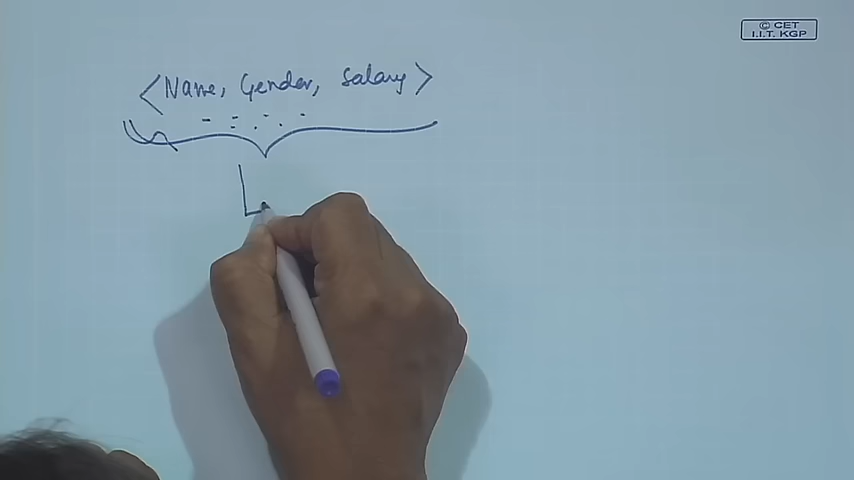 © CET
I.I.T. KGP
<Name, Gender, Salary>